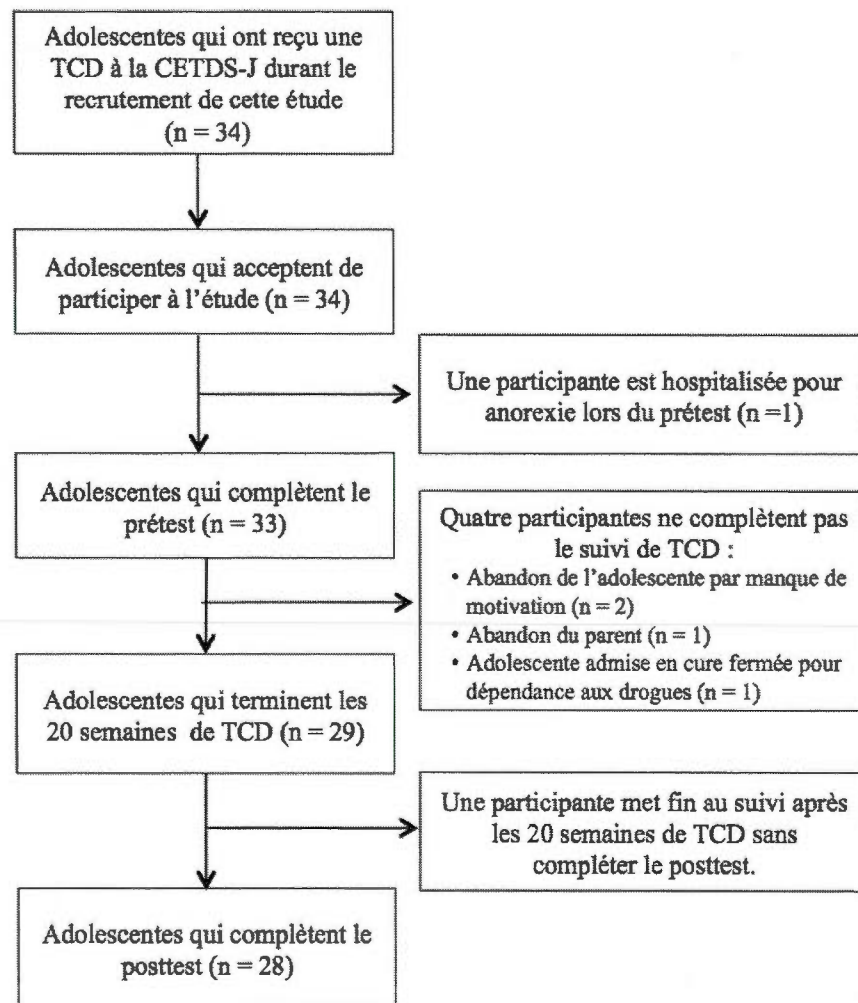 Adolescentes qui ont reçu une
TCD à la CETDS-J durant le
recrutement de cette étude
(n = 34)
Adolescentes qui acceptent de
participer à l'étude (n = 34)
Une participante est hospitalisée pour
anorexie lors du prétest (n =1)
Adolescentes qui complètent le
prétest (n = 33)
Quatre participantes ne complètent pas
le suivi de TCD :
• Abandon de l'adolescente par manque de
motivation (n = 2)
• Abandon du parent (n = 1)
• Adolescente admise en cure fermée pour
dépendance aux drogues (n = 1)
Adolescentes qui terminent les
20 semaines de TCD (n = 29)
Une participante met fin au suivi après
les 20 semaines de TCD sans
compléter le posttest.
Adolescentes qui complètent le
posttest (n = 28)